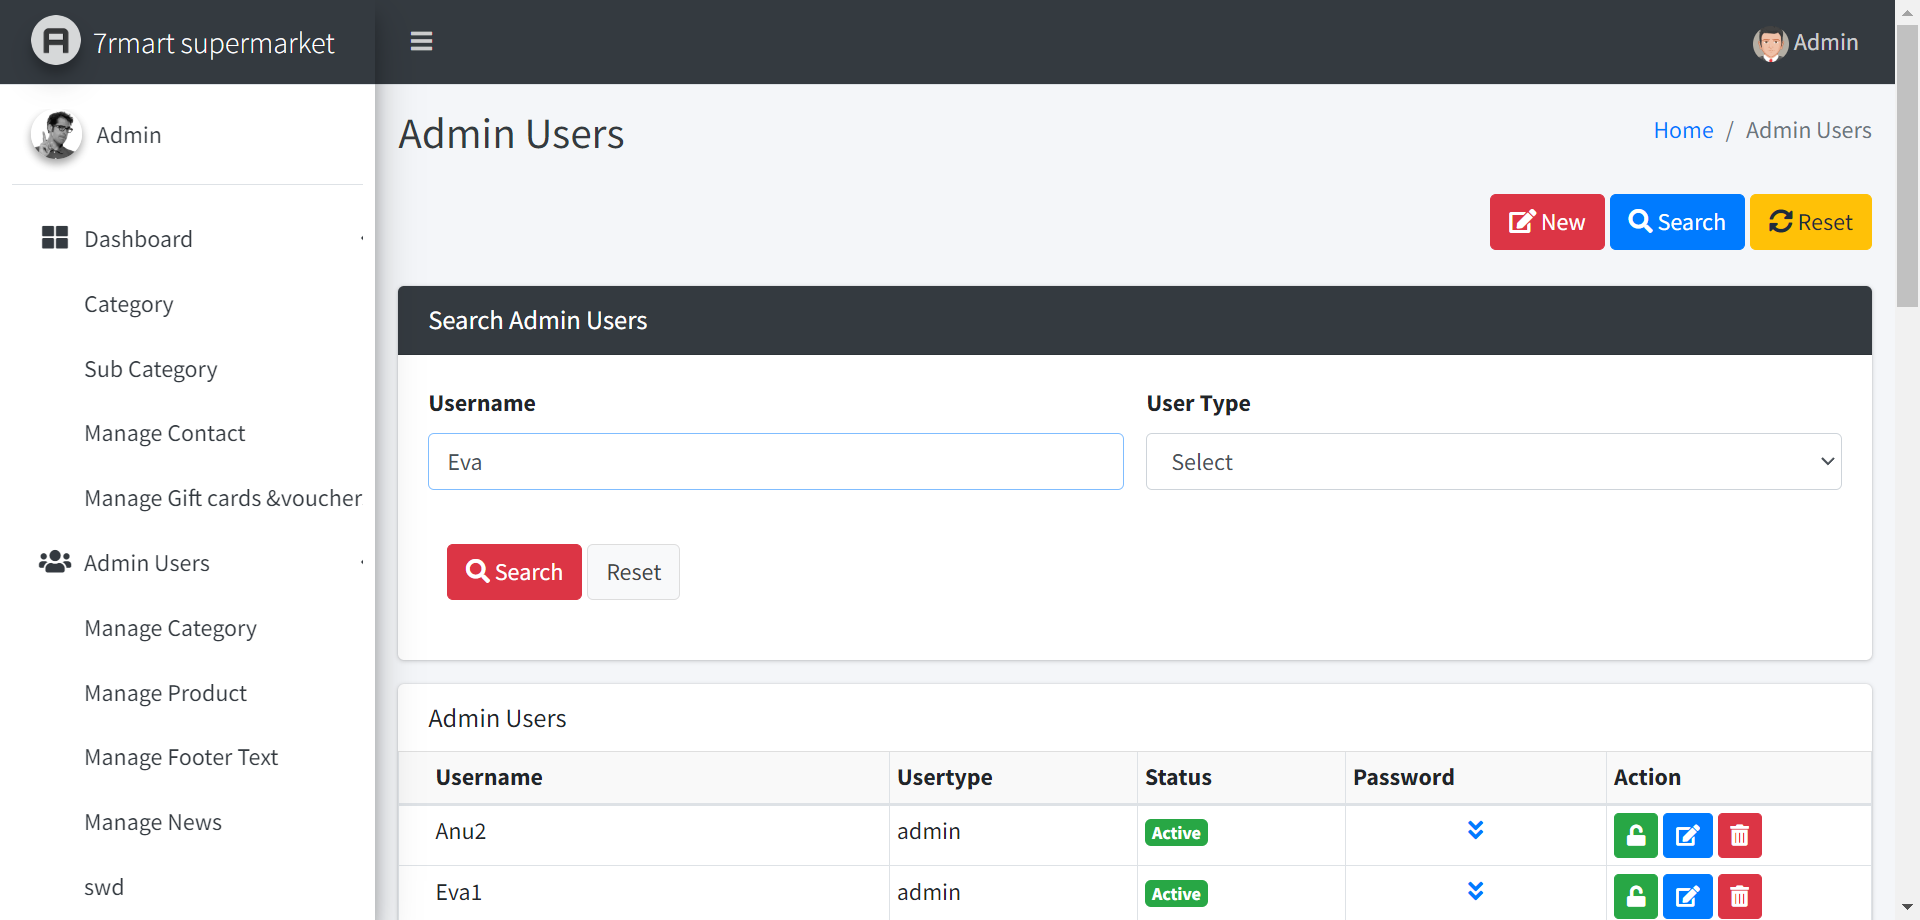 7rmart supermarket
Admin
Admin
Admin Users
Home / Admin Users
New Search Reset
Dashboard
Category
Sub Category
Manage Contact
Manage Gift cards &voucher
Admin Users
Manage Category
Manage Product
Manage Footer Text
Manage News
swd
Search Admin Users
Username User Type
Eva Select
Search Reset
Admin Users
Username Usertype Status Password Action
Anu2 admin Active
Eva1 admin Active